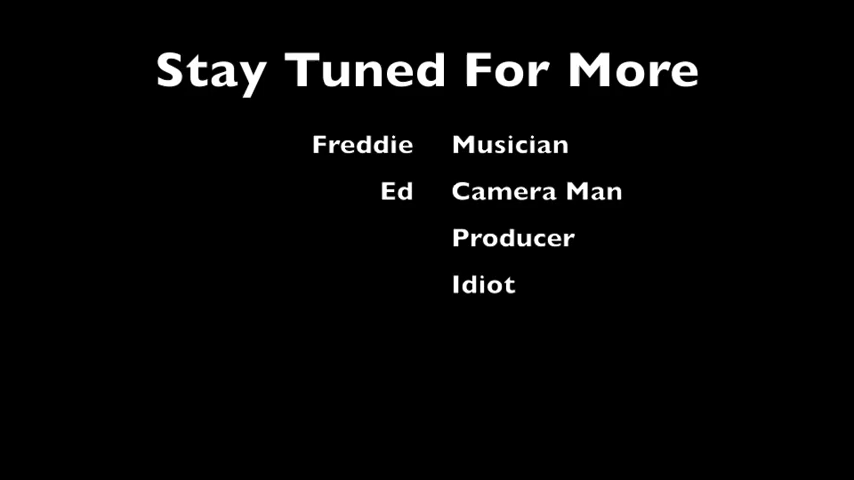 Stay Tuned For More
Freddie Musician
Ed Camera Man
Producer
Idiot